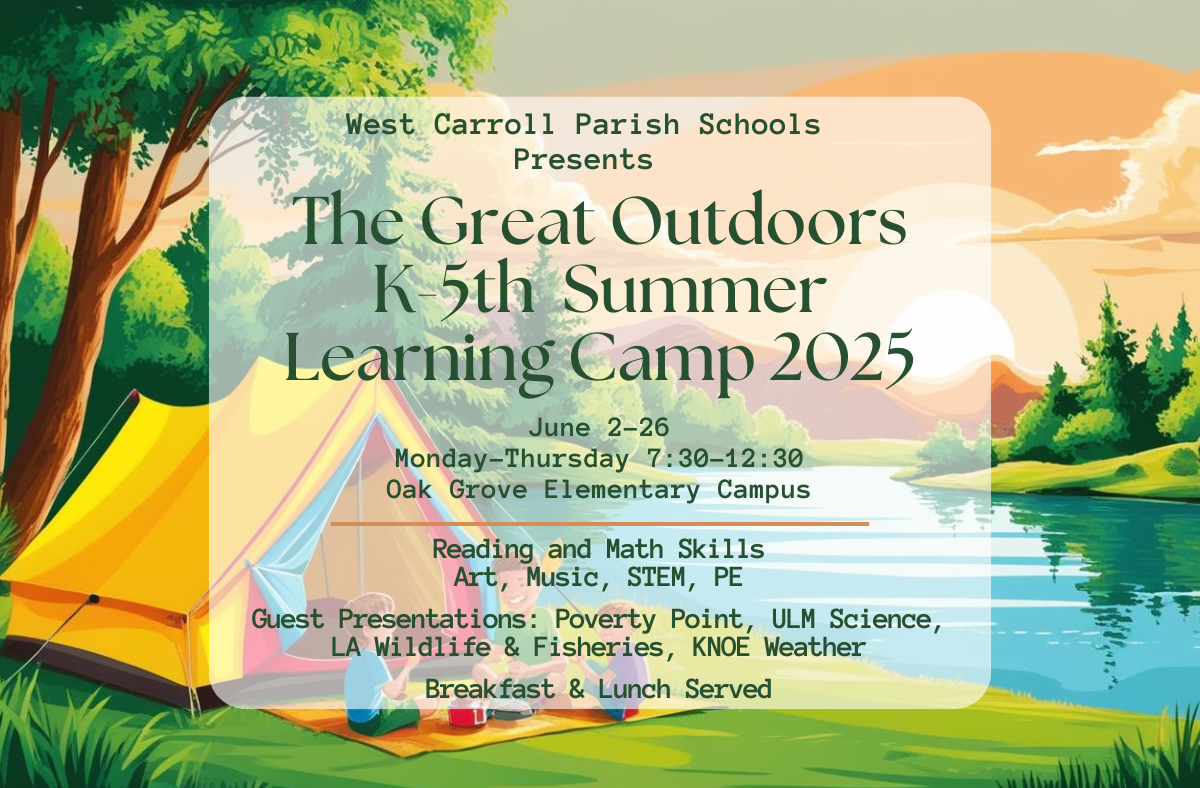 West Carroll Parish Schools
Presents
The Great Outdoors
K-5th Summer
Learning Camp 2025
June 2-26
Monday-Thursday 7:30-12:30
Oak Grove Elementary Campus
Reading and Math Skills
Art, Music, STEM, PE
Guest Presentations: Poverty Point, ULM Science,
LA Wildlife & Fisheries, KNOE Weather
Breakfast & Lunch Served